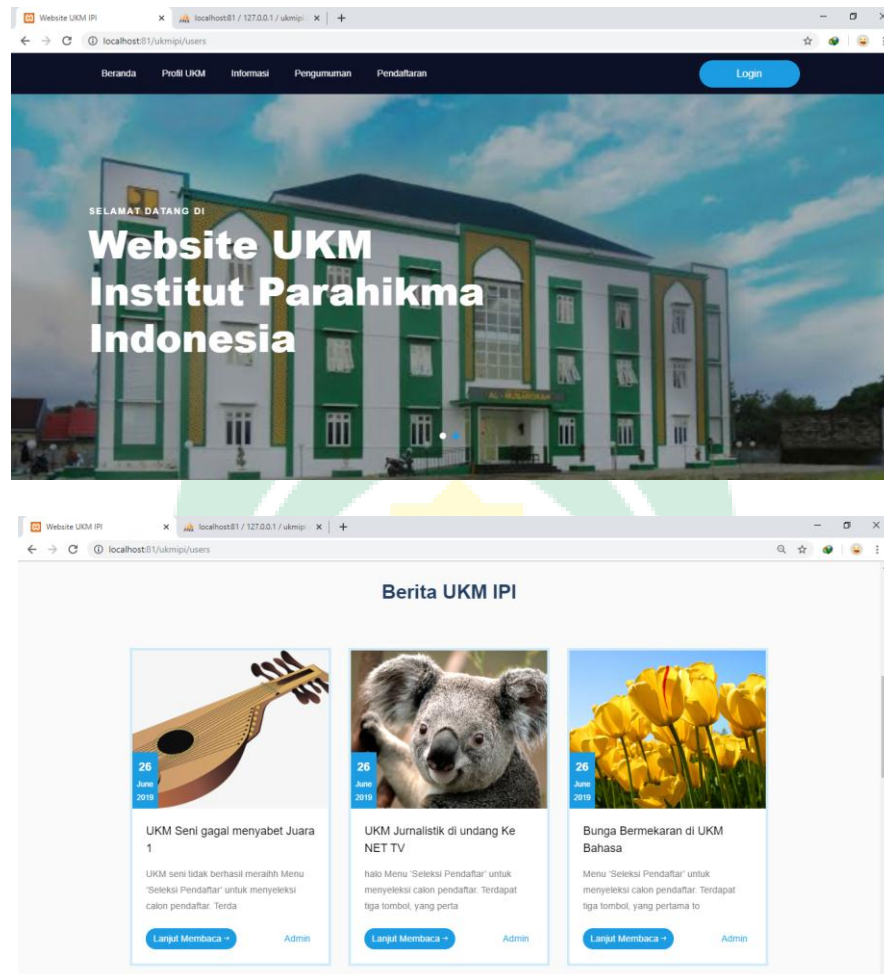 Website UKM IPI
localhost:81 / 127.0.0.1 / ukmipi
localhost:81/ukmipi/users
Beranda Profil UKM Informasi Pengumuman Pendaftaran Login
SELAMAT DATANG DI
Website UKM
Institut Parahikma
Indonesia
Website UKM IPI
localhost:81 / 127.0.0.1 / ukmipi
localhost:81/ukmipi/users
Berita UKM IPI
26
June
2019
UKM Seni gagal menyabet Juara
1
UKM seni tidak berhasil meraihh Menu
'Seleksi Pendaftar' untuk menyeleksi
calon pendaftar. Terda
Lanjut Membaca → Admin
26
June
2019
UKM Jurnalistik di undang Ke
NET TV
halo Menu 'Seleksi Pendaftar' untuk
menyeleksi calon pendaftar. Terdapat
tiga tombol, yang perta
Lanjut Membaca → Admin
26
June
2019
Bunga Bermekaran di UKM
Bahasa
Menu 'Seleksi Pendaftar' untuk
menyeleksi calon pendaftar. Terdapat
tiga tombol, yang pertama to
Lanjut Membaca → Admin